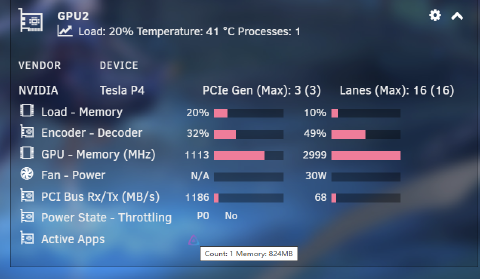 GPU2
Load: 20% Temperature: 41 °C Processes: 1
VENDOR DEVICE
NVIDIA Tesla P4 PCIe Gen (Max): 3 (3) Lanes (Max): 16 (16)
Load - Memory 20% 10%
Encoder - Decoder 32% 49%
GPU - Memory (MHz) 1113 2999
Fan - Power N/A 30W
PCI Bus Rx/Tx (MB/s) 1186 68
Power State - Throttling P0 No
Active Apps
Count: 1 Memory: 824MB